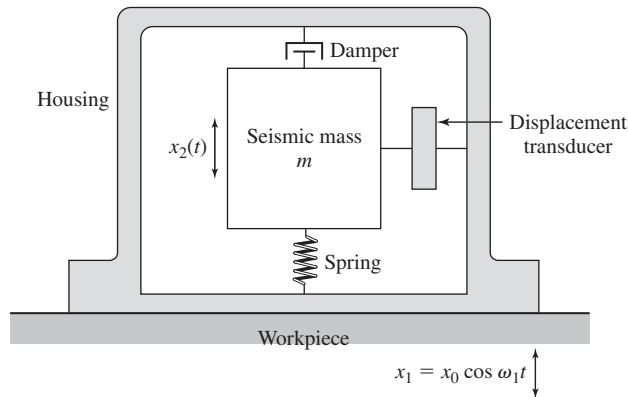 Damper
Housing
Displacement
transducer
Seismic mass
m
x₂(t)
Spring
Workpiece
x₁ = x₀ cos ω₁t